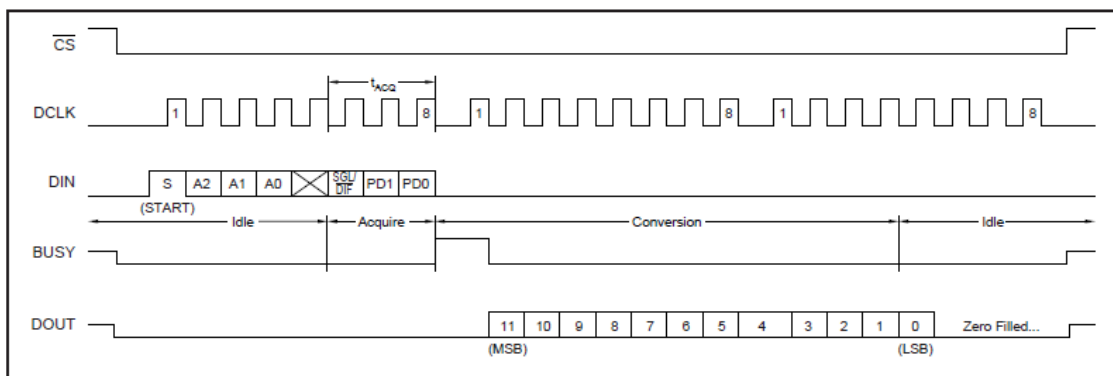 CS
tACQ
DCLK 1 8 1 8 1 8
DIN S A2 A1 A0 SGL/DIF PD1 PD0
(START)
Idle Acquire Conversion Idle
BUSY
DOUT 11 10 9 8 7 6 5 4 3 2 1 0 Zero Filled...
(MSB) (LSB)